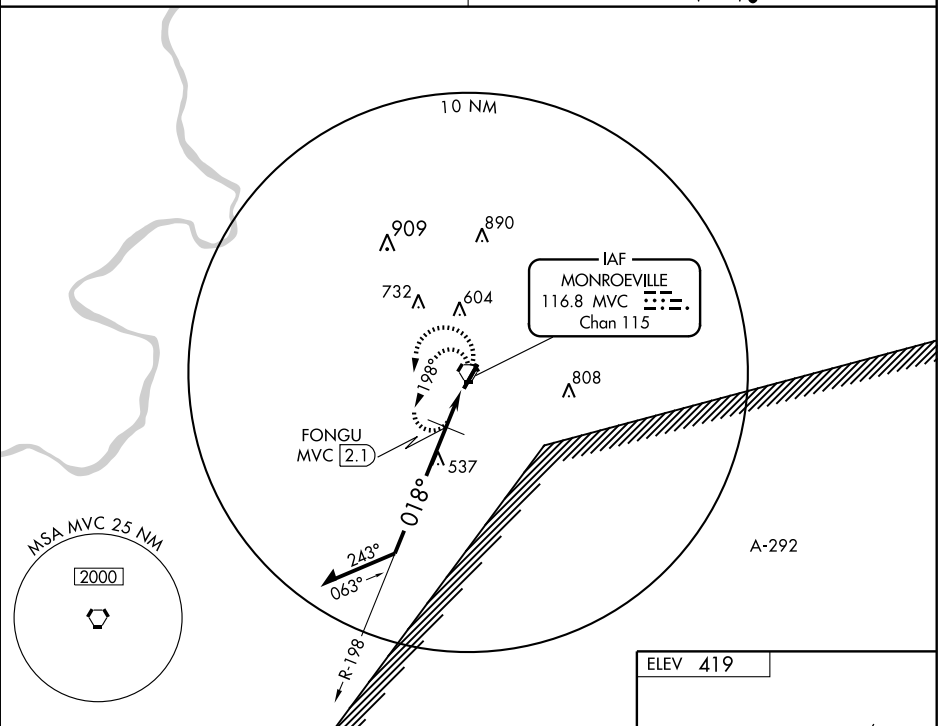 10 NM
909
890
IAF
MONROEVILLE
116.8 MVC
Chan 115
732
604
198°
808
FONGU
MVC 2.1
537
018°
MSA MVC 25 NM
2000
243°
063°
A-292
R-198
ELEV 419